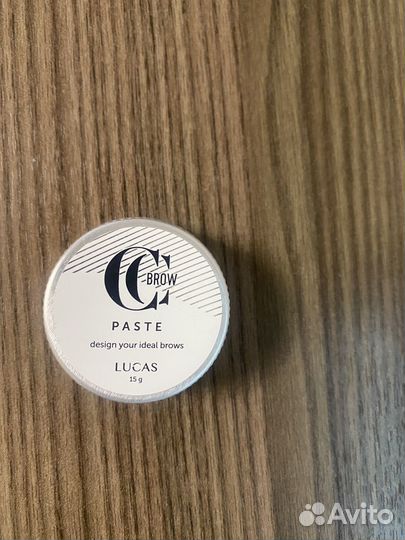 CC BROW
PASTE
design your ideal brows
LUCAS
15 g
Avito